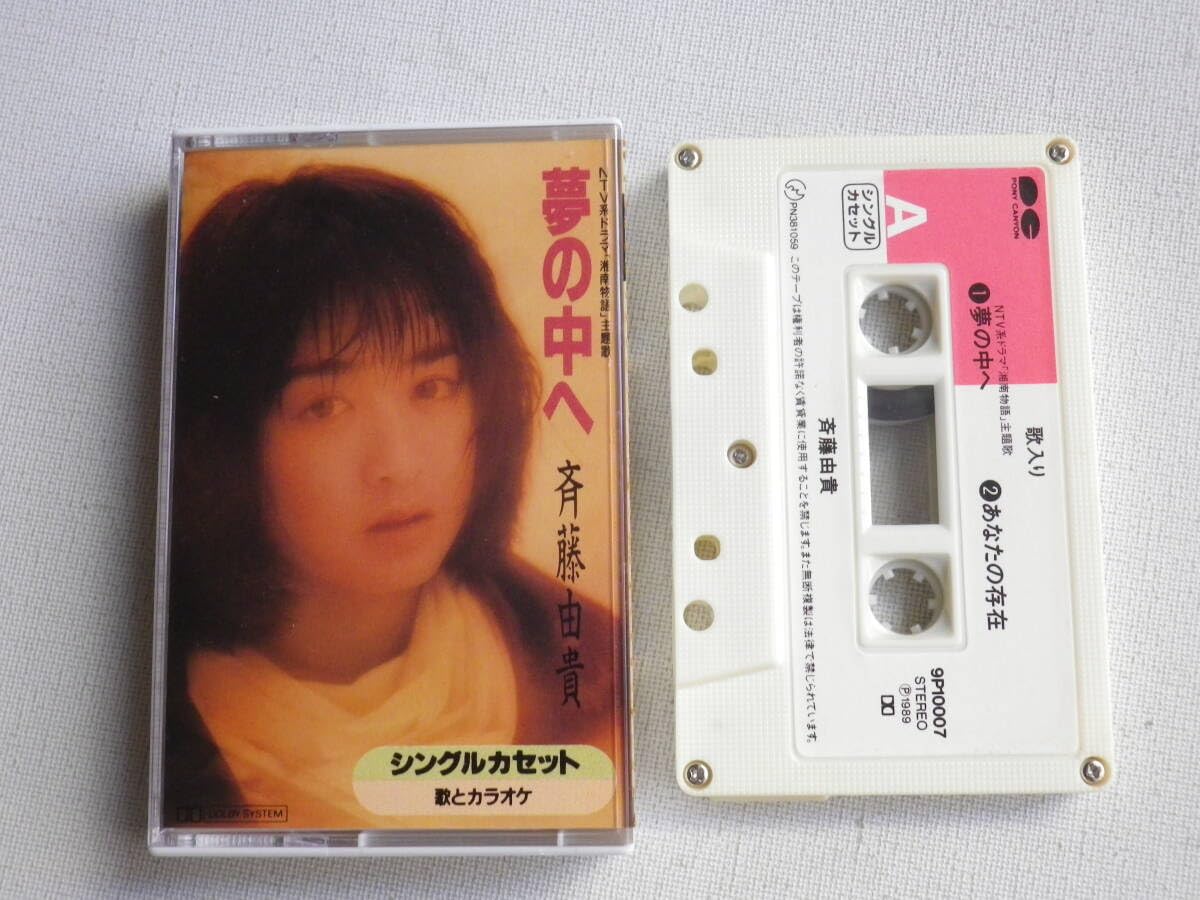 NTV系ドラマ「湘南物語」主題歌
夢の中へ
斉藤由貴
シングルカセット
歌とカラオケ
DOLBY SYSTEM
PONY CANYON
A
シングル
カセット
歌入り
NTV系ドラマ「湘南物語」主題歌
❶夢の中へ
❷あなたの存在
斉藤由貴
PN381059 このテープは権利者の許諾なく賃貸業に使用することを禁じます。また無断複製は法律で禁じられています。
9P10007
STEREO
Ⓟ1989